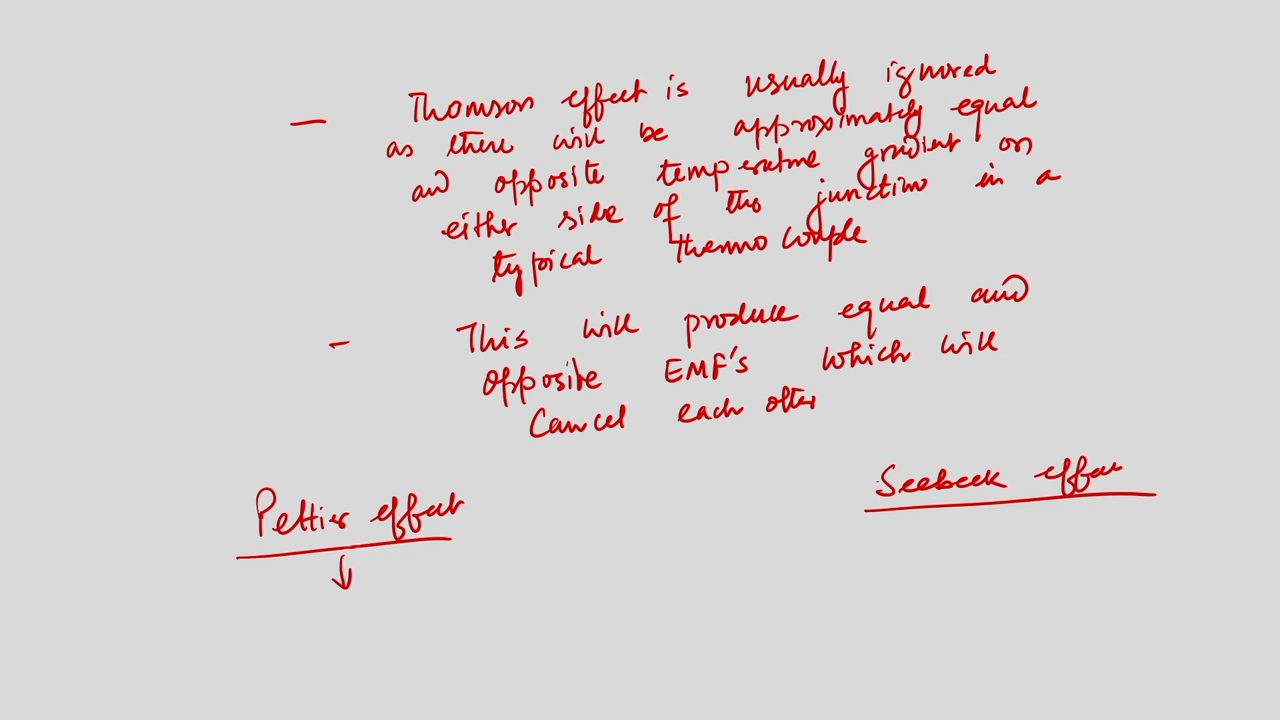 — Thomson effect is usually ignored
as there will be approximately equal
and opposite temperature gradient on
either side of the junction in a
typical thermocouple
- This will produce equal and
opposite EMF's which will
Cancel each other
Peltier effect
Seebeck effect